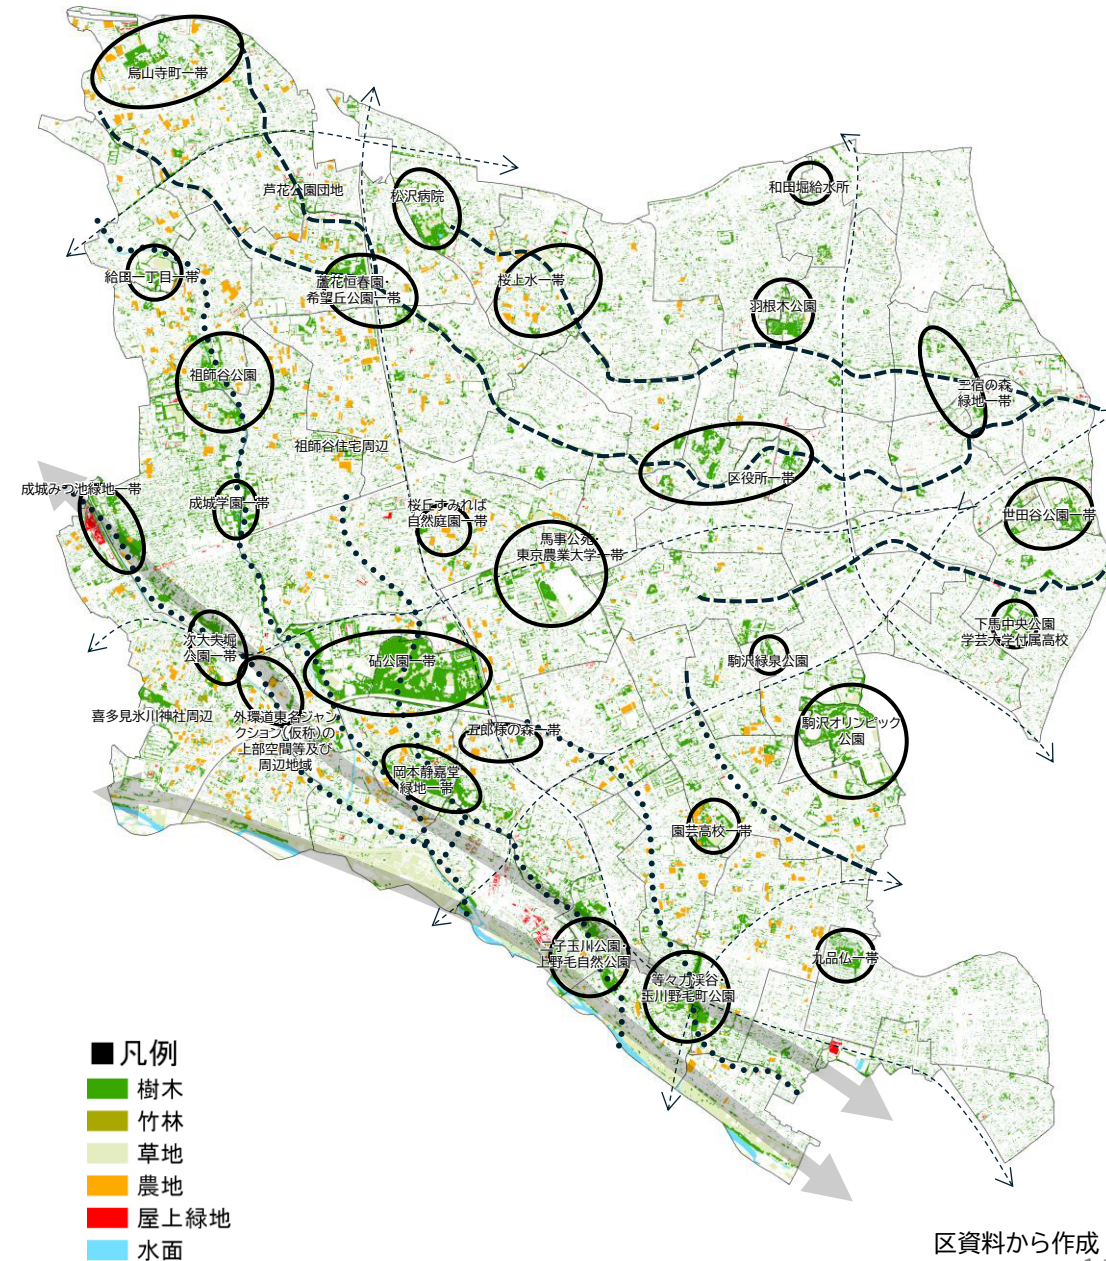 烏山寺町一帯
芦花公園団地
松沢病院
和田堀給水所
給田一丁目一帯
蘆花恒春園・
希望丘公園一帯
桜上水一帯
羽根木公園
祖師谷公園
三宿の森
緑地一帯
祖師谷住宅周辺
区役所一帯
成城みつ池緑地一帯
成城学園一帯
桜丘すみれば
自然庭園一帯
世田谷公園一帯
馬事公苑・
東京農業大学一帯
下馬中央公園
学芸大学付属高校
次大夫堀
公園一帯
砧公園一帯
駒沢緑泉公園
喜多見氷川神社周辺
外環道東名ジャン
クション(仮称)の
上部空間等及び
周辺地域
五郎様の森一帯
駒沢オリンピック
公園
岡本静嘉堂
緑地一帯
園芸高校一帯
二子玉川公園・
上野毛自然公園
九品仏一帯
等々力渓谷・
玉川野毛町公園
■凡例
樹木
竹林
草地
農地
屋上緑地
水面
区資料から作成